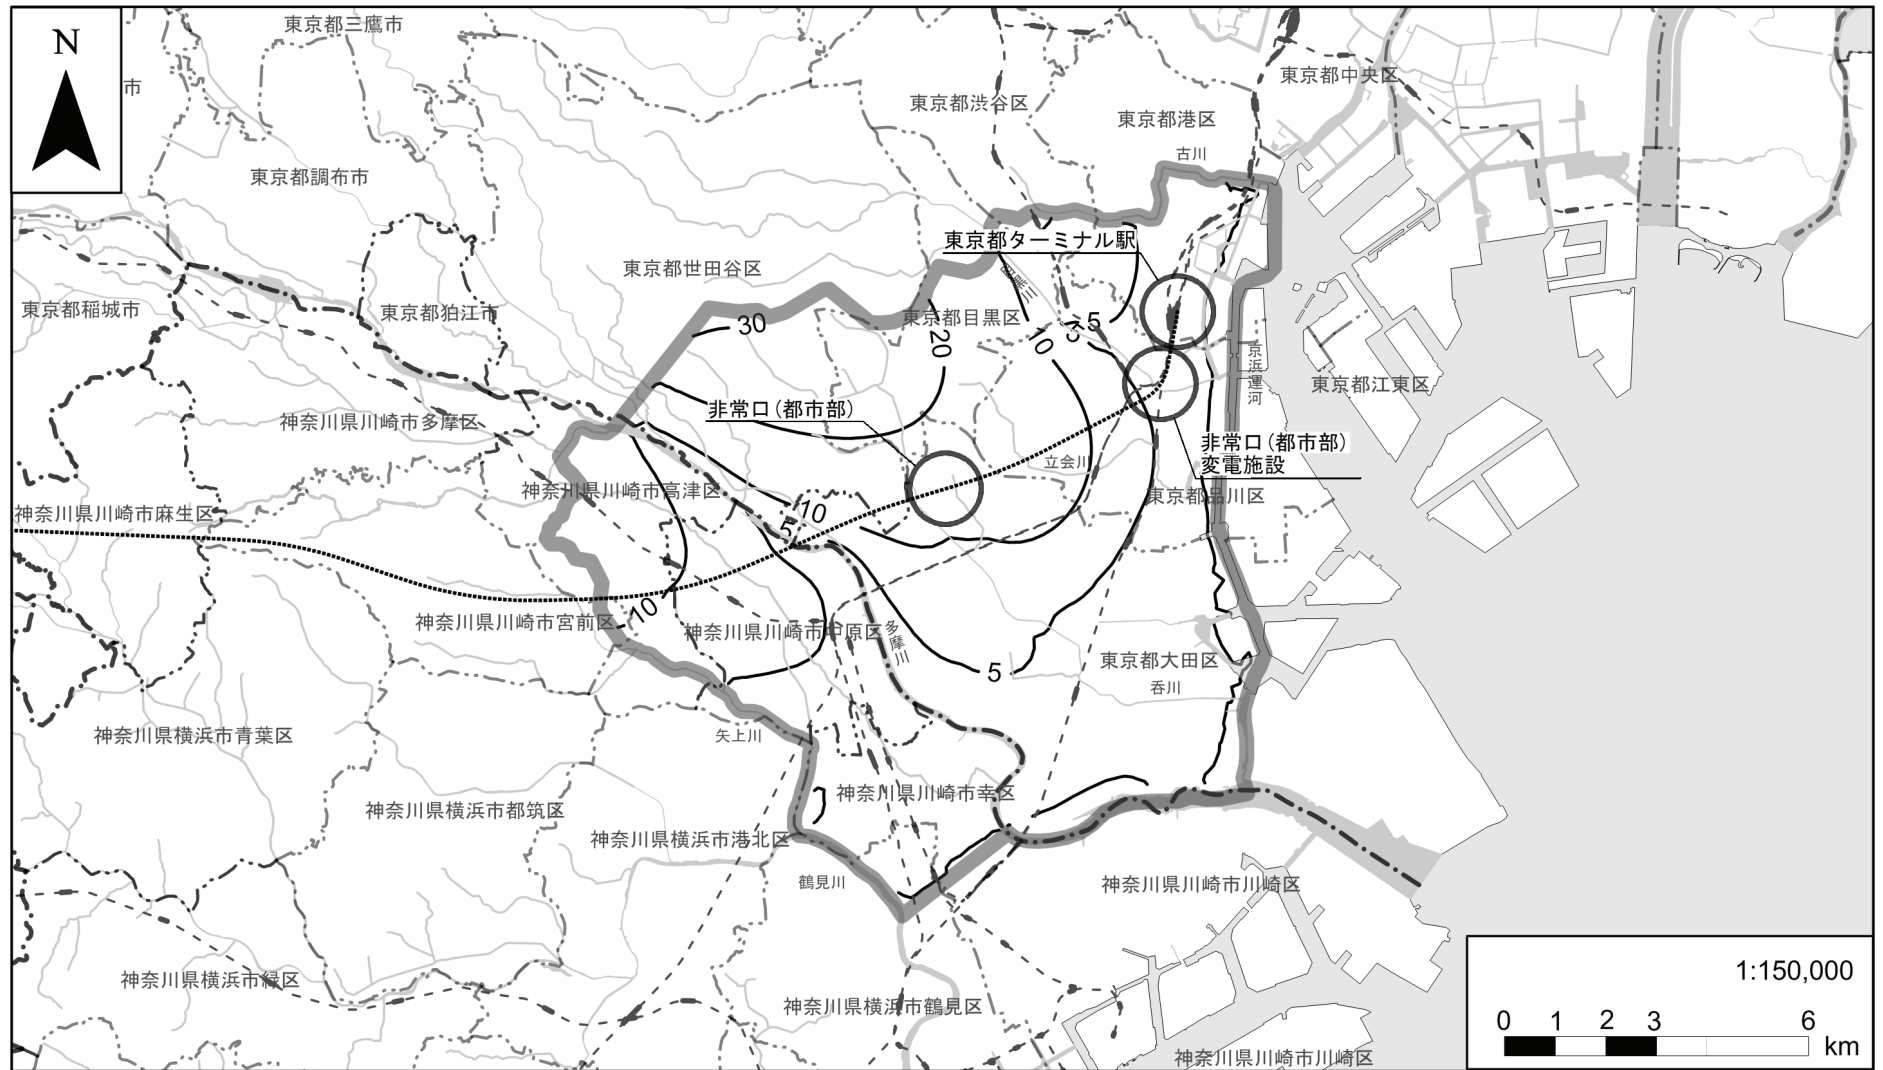 N
東京都三鷹市
市
東京都中央区
東京都渋谷区
東京都港区
古川
東京都調布市
東京都ターミナル駅
東京都世田谷区
東京都稲城市
東京都狛江市
目黒川
東京都目黒区
30
20
10
5
5
京浜運河
東京都江東区
非常口(都市部)
神奈川県川崎市多摩区
非常口(都市部)
変電施設
立会川
神奈川県川崎市高津区
東京都品川区
神奈川県川崎市麻生区
10
5
10
神奈川県川崎市宮前区
神奈川県川崎市中原区
多摩川
東京都大田区
5
呑川
神奈川県横浜市青葉区
矢上川
神奈川県川崎市幸区
神奈川県横浜市都筑区
神奈川県横浜市港北区
鶴見川
神奈川県川崎市川崎区
神奈川県横浜市緑区
神奈川県横浜市鶴見区
神奈川県川崎市川崎区
1:150,000
0 1 2 3 6
km